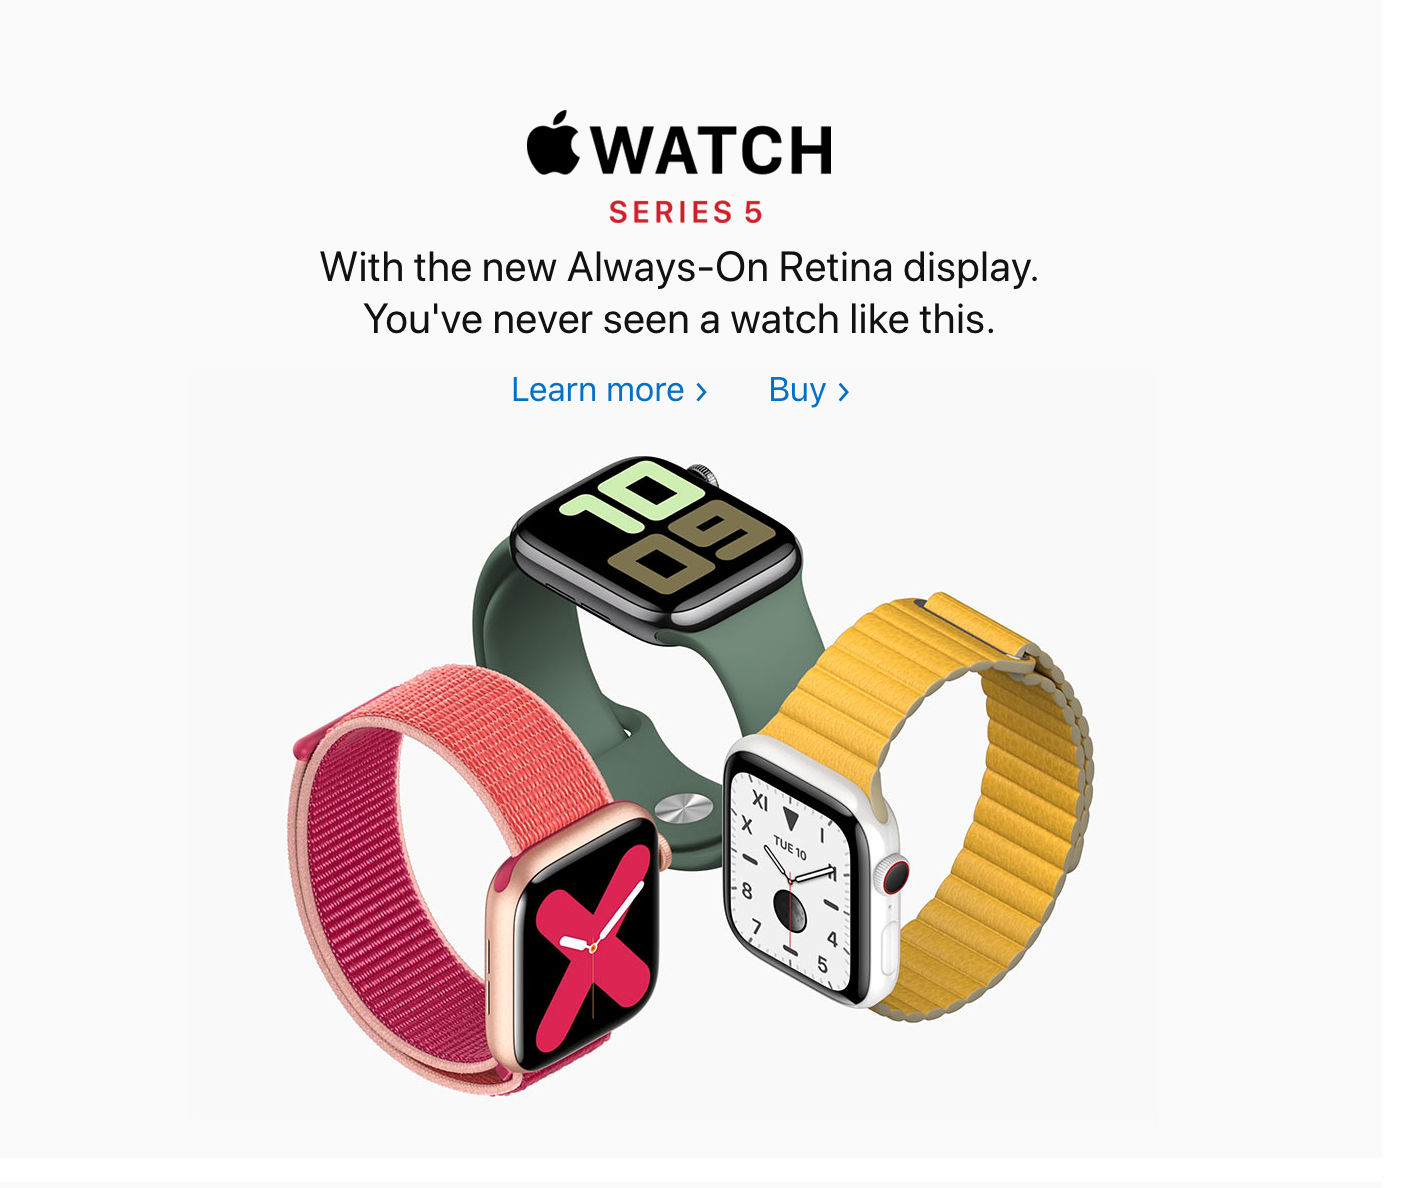 WATCH
SERIES 5
With the new Always-On Retina display.
You've never seen a watch like this.
Learn more ›
Buy ›
10
09
XI
I
X
TUE 10
II
8
4
7
5
X